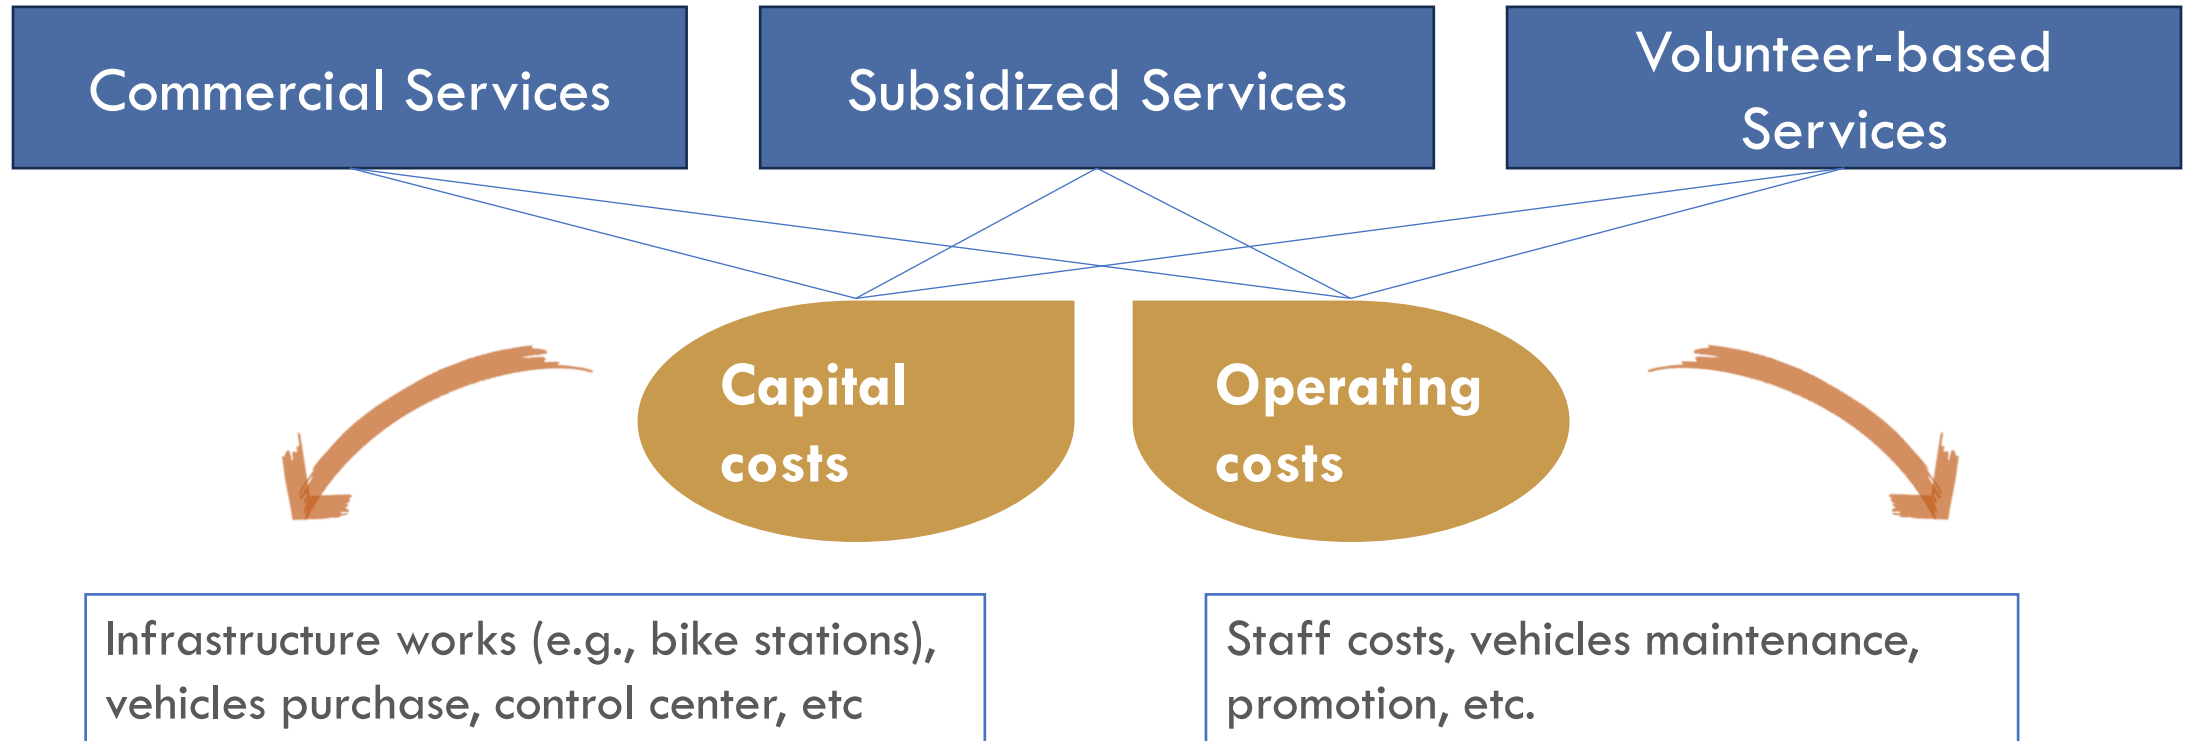 Commercial Services
Subsidized Services
Volunteer-based
Services
Capital
costs
Operating
costs
Infrastructure works (e.g., bike stations),
vehicles purchase, control center, etc
Staff costs, vehicles maintenance,
promotion, etc.